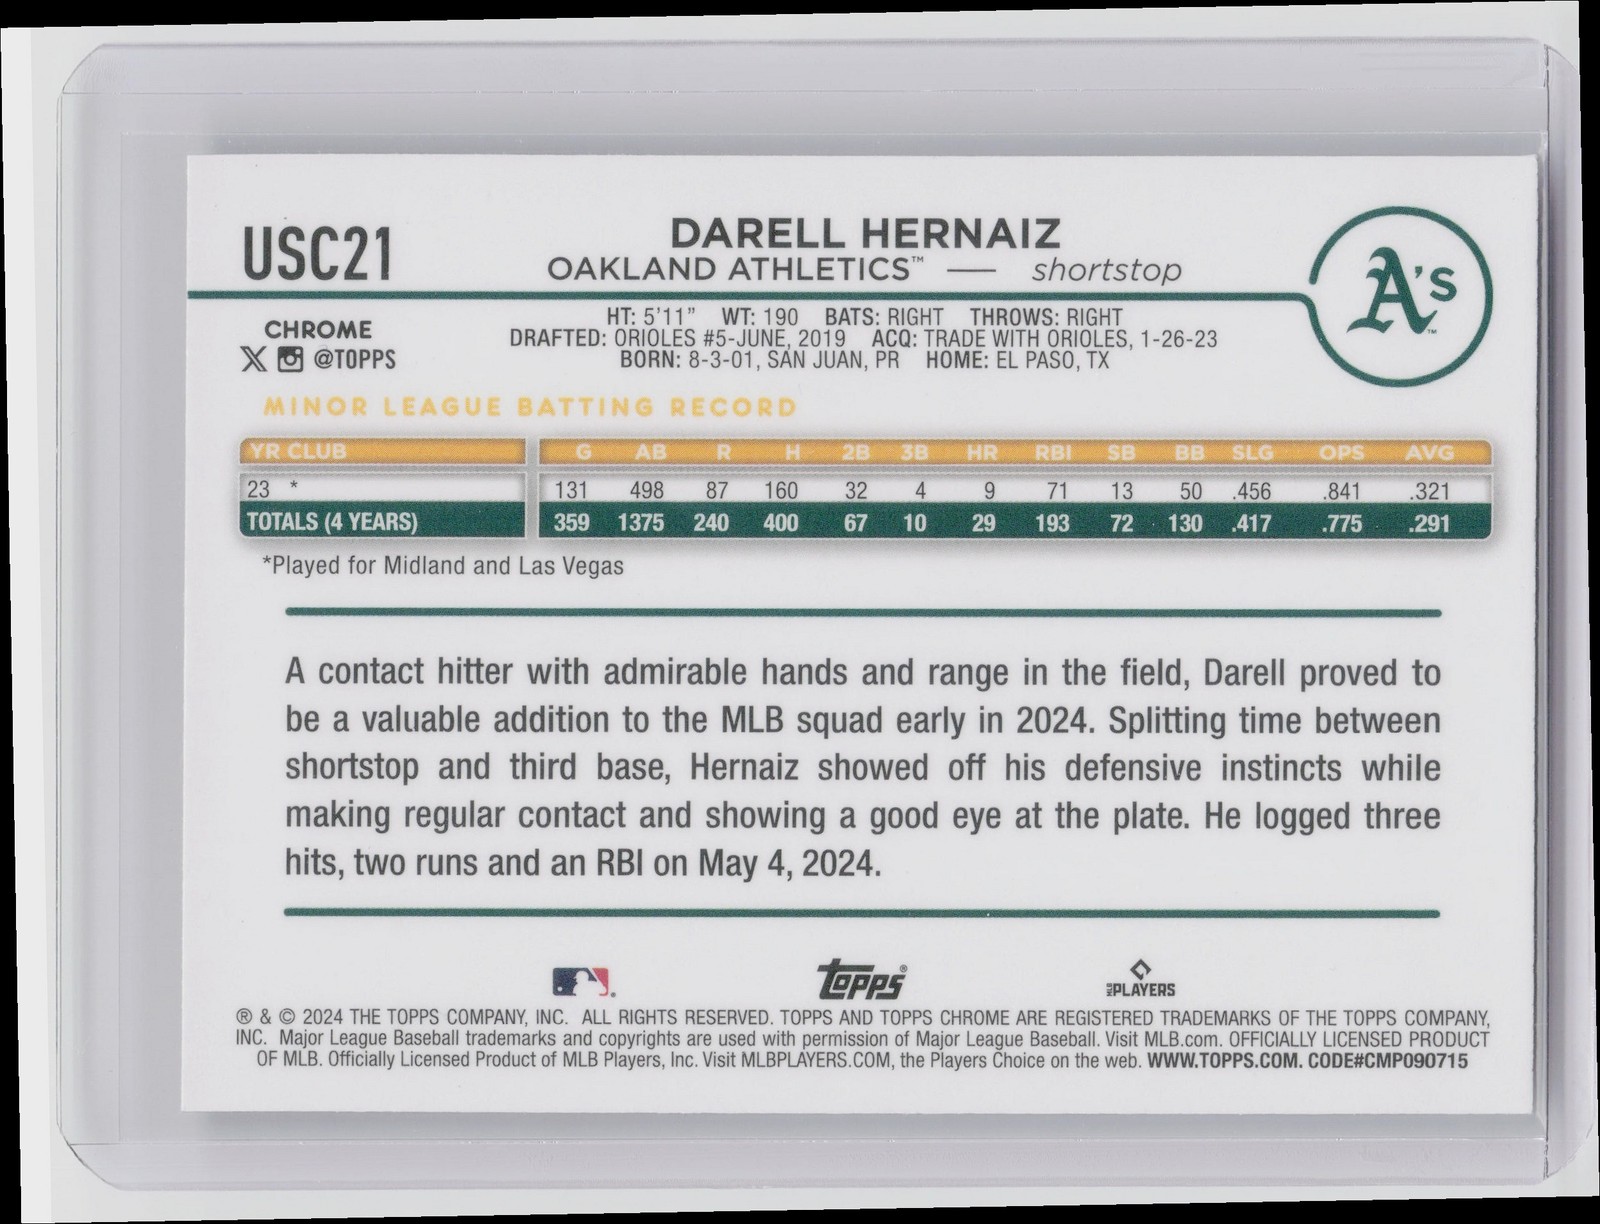 USC21
DARELL HERNAIZ
OAKLAND ATHLETICS™ — shortstop
A's™
CHROME
@TOPPS
HT: 5'11" WT: 190 BATS: RIGHT THROWS: RIGHT
DRAFTED: ORIOLES #5-JUNE, 2019 ACQ: TRADE WITH ORIOLES, 1-26-23
BORN: 8-3-01, SAN JUAN, PR HOME: EL PASO, TX
MINOR LEAGUE BATTING RECORD
YR CLUB G AB R H 2B 3B HR RBI SB BB SLG OPS AVG
23 * 131 498 87 160 32 4 9 71 13 50 .456 .841 .321
TOTALS (4 YEARS) 359 1375 240 400 67 10 29 193 72 130 .417 .775 .291
*Played for Midland and Las Vegas
A contact hitter with admirable hands and range in the field, Darell proved to
be a valuable addition to the MLB squad early in 2024. Splitting time between
shortstop and third base, Hernaiz showed off his defensive instincts while
making regular contact and showing a good eye at the plate. He logged three
hits, two runs and an RBI on May 4, 2024.
Topps®
MLB PLAYERS
® & © 2024 THE TOPPS COMPANY, INC. ALL RIGHTS RESERVED. TOPPS AND TOPPS CHROME ARE REGISTERED TRADEMARKS OF THE TOPPS COMPANY,
INC. Major League Baseball trademarks and copyrights are used with permission of Major League Baseball. Visit MLB.com. OFFICIALLY LICENSED PRODUCT
OF MLB. Officially Licensed Product of MLB Players, Inc. Visit MLBPLAYERS.COM, the Players Choice on the web. WWW.TOPPS.COM. CODE#CMP090715